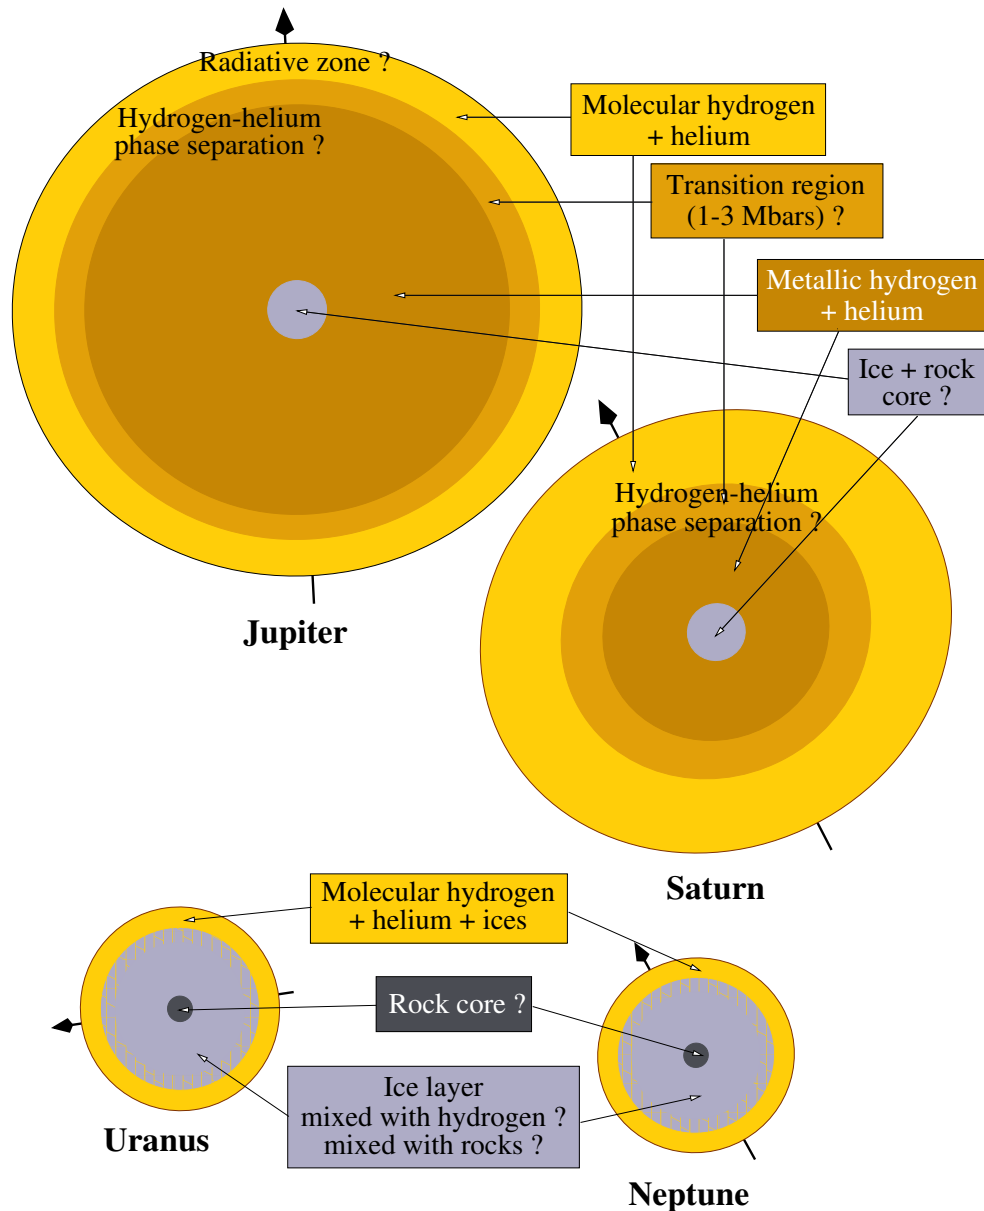 Radiative zone ?
Hydrogen-helium
phase separation ?
Molecular hydrogen
+ helium
Transition region
(1-3 Mbars) ?
Metallic hydrogen
+ helium
Ice + rock
core ?
Jupiter
Hydrogen-helium
phase separation ?
Saturn
Molecular hydrogen
+ helium + ices
Rock core ?
Ice layer
mixed with hydrogen ?
mixed with rocks ?
Uranus
Neptune